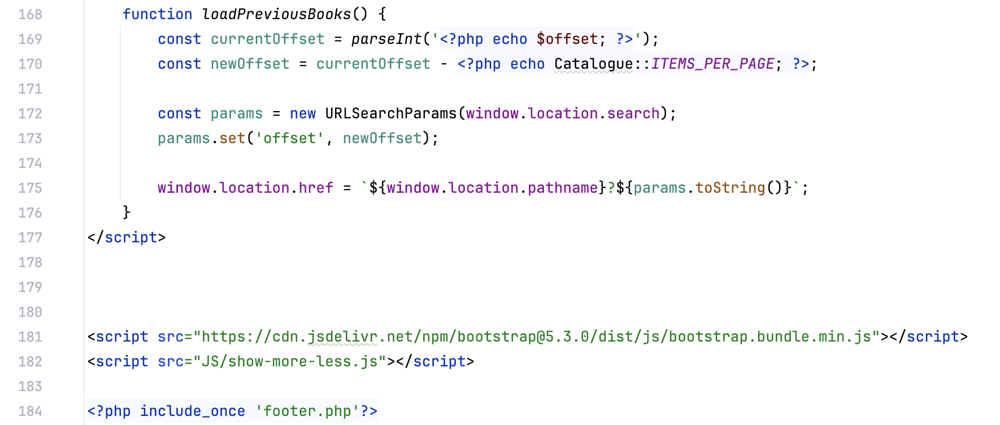 168 function loadPreviousBooks() {
169 const currentOffset = parseInt('<?php echo $offset; ?>');
170 const newOffset = currentOffset - <?php echo Catalogue::ITEMS_PER_PAGE; ?>;
171
172 const params = new URLSearchParams(window.location.search);
173 params.set('offset', newOffset);
174
175 window.location.href = `${window.location.pathname}?${params.toString()}`;
176 }
177 </script>
178
179
180
181 <script src="https://cdn.jsdelivr.net/npm/bootstrap@5.3.0/dist/js/bootstrap.bundle.min.js"></script>
182 <script src="JS/show-more-less.js"></script>
183
184 <?php include_once 'footer.php'?>